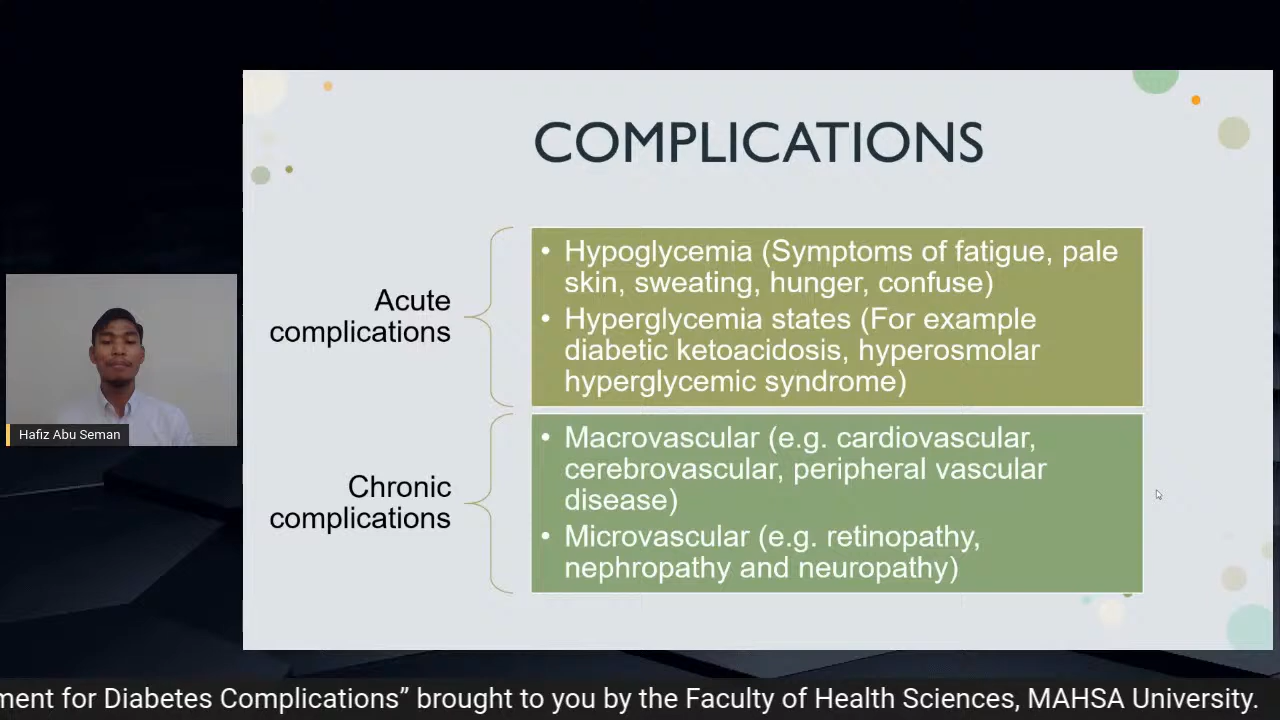 COMPLICATIONS
Acute
complications
• Hypoglycemia (Symptoms of fatigue, pale
skin, sweating, hunger, confuse)
• Hyperglycemia states (For example
diabetic ketoacidosis, hyperosmolar
hyperglycemic syndrome)
Chronic
complications
• Macrovascular (e.g. cardiovascular,
cerebrovascular, peripheral vascular
disease)
• Microvascular (e.g. retinopathy,
nephropathy and neuropathy)
Hafiz Abu Seman
ment for Diabetes Complications” brought to you by the Faculty of Health Sciences, MAHSA University.